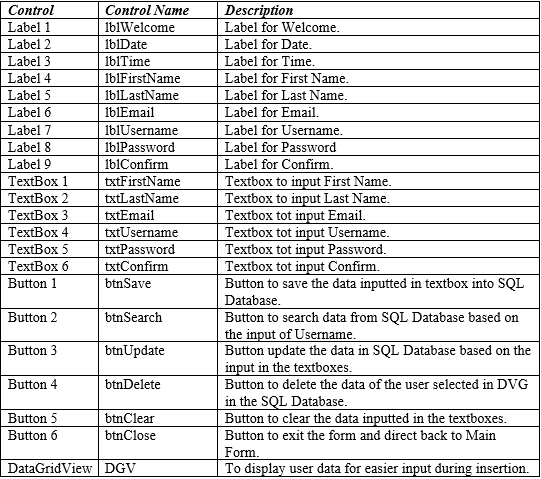 Control Control Name Description
Label 1 lblWelcome Label for Welcome.
Label 2 lblDate Label for Date.
Label 3 lblTime Label for Time.
Label 4 lblFirstName Label for First Name.
Label 5 lblLastName Label for Last Name.
Label 6 lblEmail Label for Email.
Label 7 lblUsername Label for Username.
Label 8 lblPassword Label for Password
Label 9 lblConfirm Label for Confirm.
TextBox 1 txtFirstName Textbox to input First Name.
TextBox 2 txtLastName Textbox to input Last Name.
TextBox 3 txtEmail Textbox tot input Email.
TextBox 4 txtUsername Textbox tot input Username.
TextBox 5 txtPassword Textbox tot input Password.
TextBox 6 txtConfirm Textbox tot input Confirm.
Button 1 btnSave Button to save the data inputted in textbox into SQL
Database.
Button 2 btnSearch Button to search data from SQL Database based on
the input of Username.
Button 3 btnUpdate Button update the data in SQL Database based on the
input in the textboxes.
Button 4 btnDelete Button to delete the data of the user selected in DVG
in the SQL Database.
Button 5 btnClear Button to clear the data inputted in the textboxes.
Button 6 btnClose Button to exit the form and direct back to Main
Form.
DataGridView DGV To display user data for easier input during insertion.